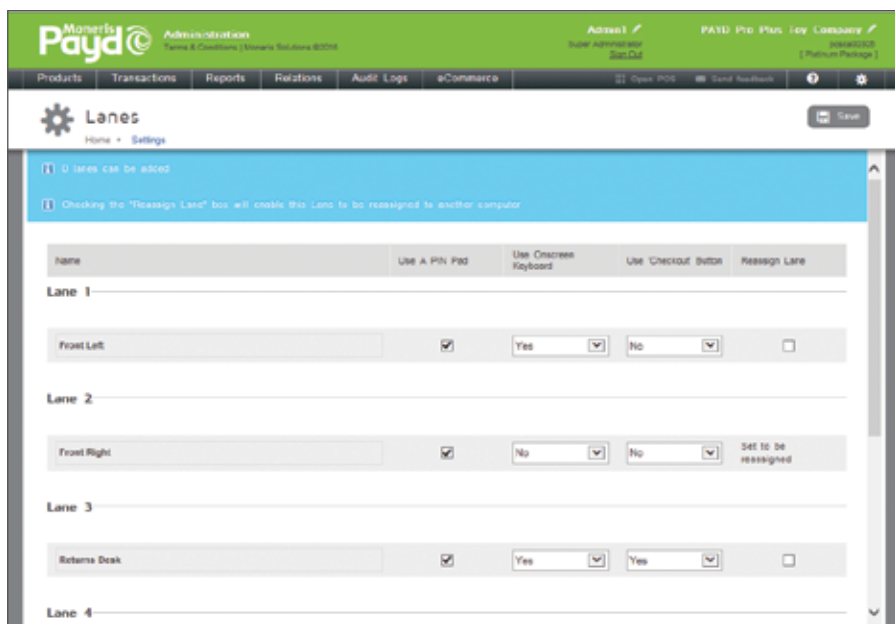 Moneris
Payd
Administration
Terms & Conditions | Moneris Solutions ©2016
Admin1
Super Administrator
Sign Out
PAYD Pro Plus Toy Company
[ Platinum Package ]
Products Transactions Reports Relations Audit Logs eCommerce Open POS Send feedback
Lanes
Home Settings
Save
0 lanes can be added
Checking the "Reassign Lane" box will enable this Lane to be reassigned to another computer
Name Use A PIN Pad Use Onscreen Keyboard Use 'Checkout' Button Reassign Lane
Lane 1
Front Left Yes No
Lane 2
Front Right No No Set to be reassigned
Lane 3
Returns Desk Yes Yes
Lane 4